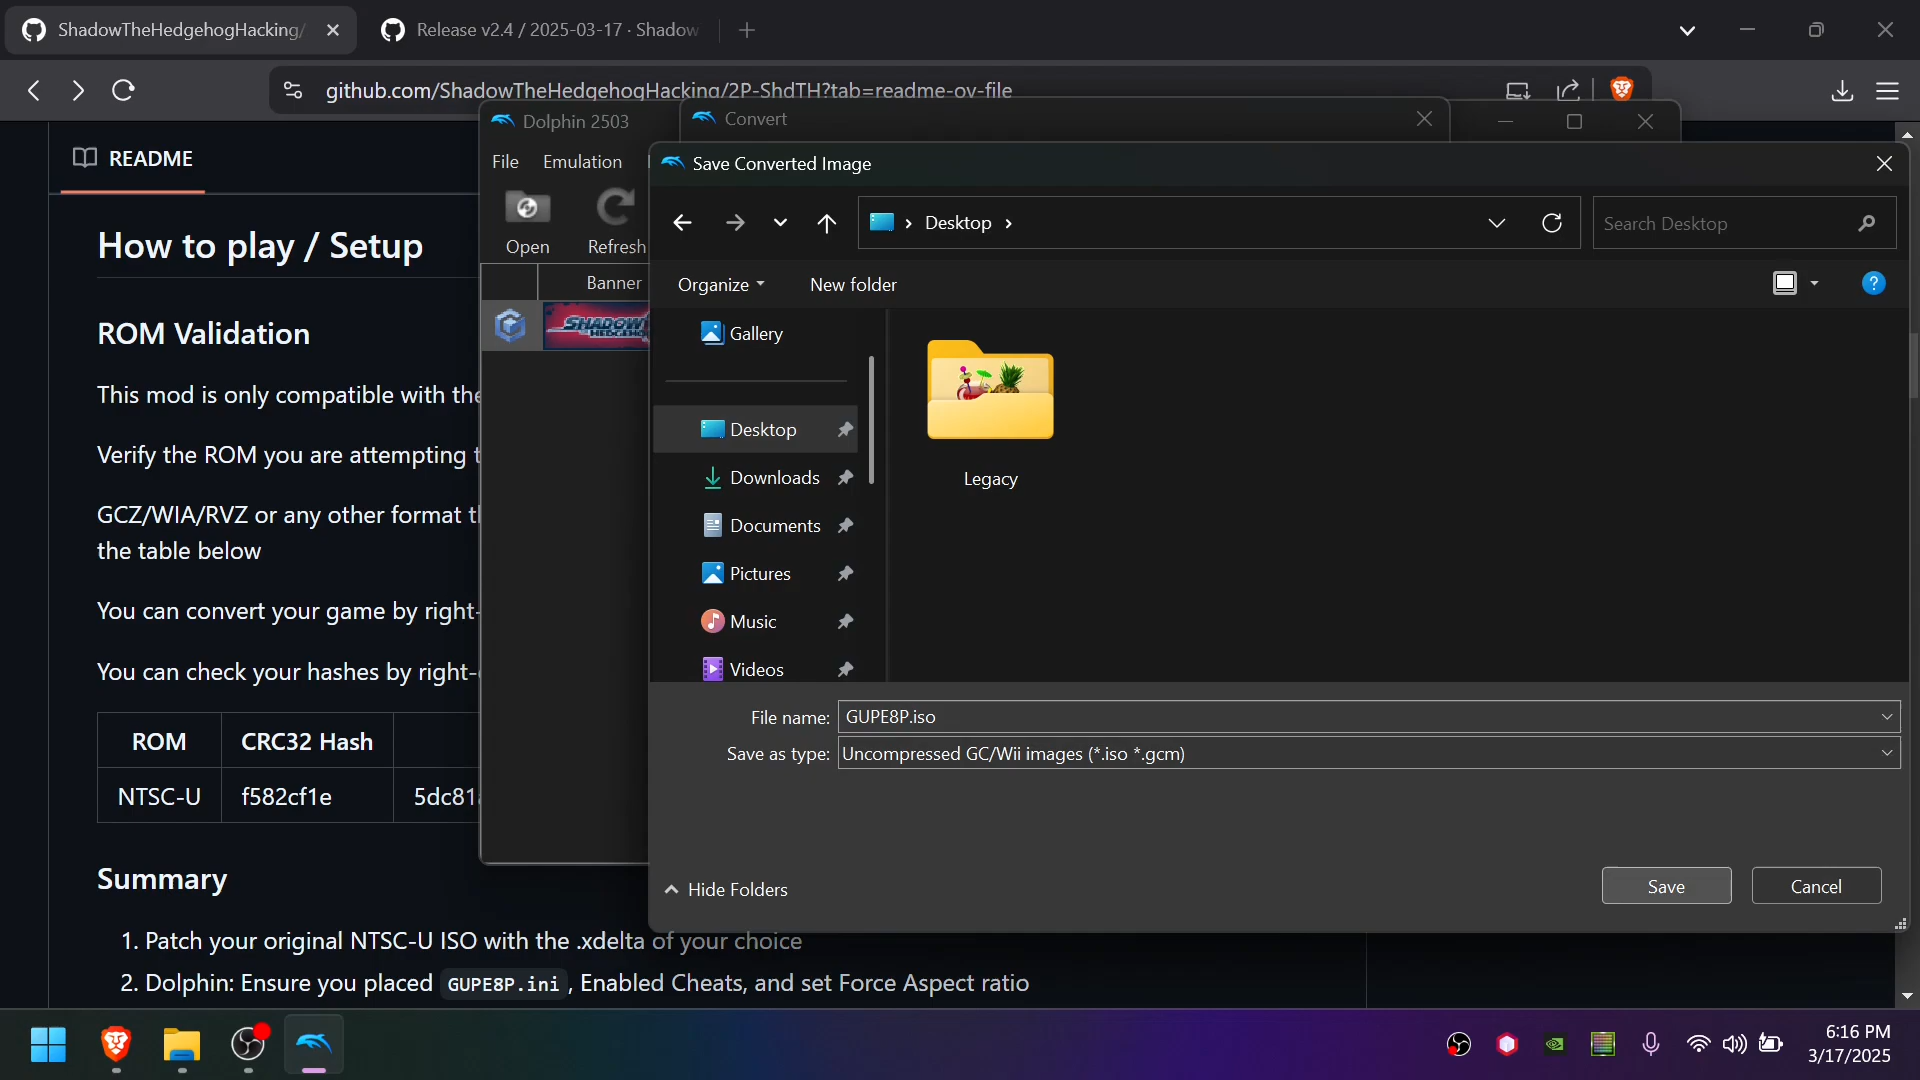 ShadowTheHedgehogHacking/
Release v2.4 / 2025-03-17 · Shadow
github.com/ShadowTheHedgehogHacking/2P-ShdTH?tab=readme-ov-file
README
How to play / Setup
ROM Validation
This mod is only compatible with the
Verify the ROM you are attempting
GCZ/WIA/RVZ or any other format
the table below
You can convert your game by right-
You can check your hashes by right-
ROM
CRC32 Hash
NTSC-U
f582cf1e
5dc81
Summary
1. Patch your original NTSC-U ISO with the .xdelta of your choice
2. Dolphin: Ensure you placed GUPE8P.ini , Enabled Cheats, and set Force Aspect ratio
Dolphin 2503
File
Emulation
Open
Refresh
Banner
SHADOW
Convert
Save Converted Image
Desktop
Search Desktop
Organize
New folder
Gallery
Desktop
Downloads
Documents
Pictures
Music
Videos
Legacy
File name:
GUPE8P.iso
Save as type:
Uncompressed GC/Wii images (*.iso *.gcm)
Hide Folders
Save
Cancel
6:16 PM
3/17/2025